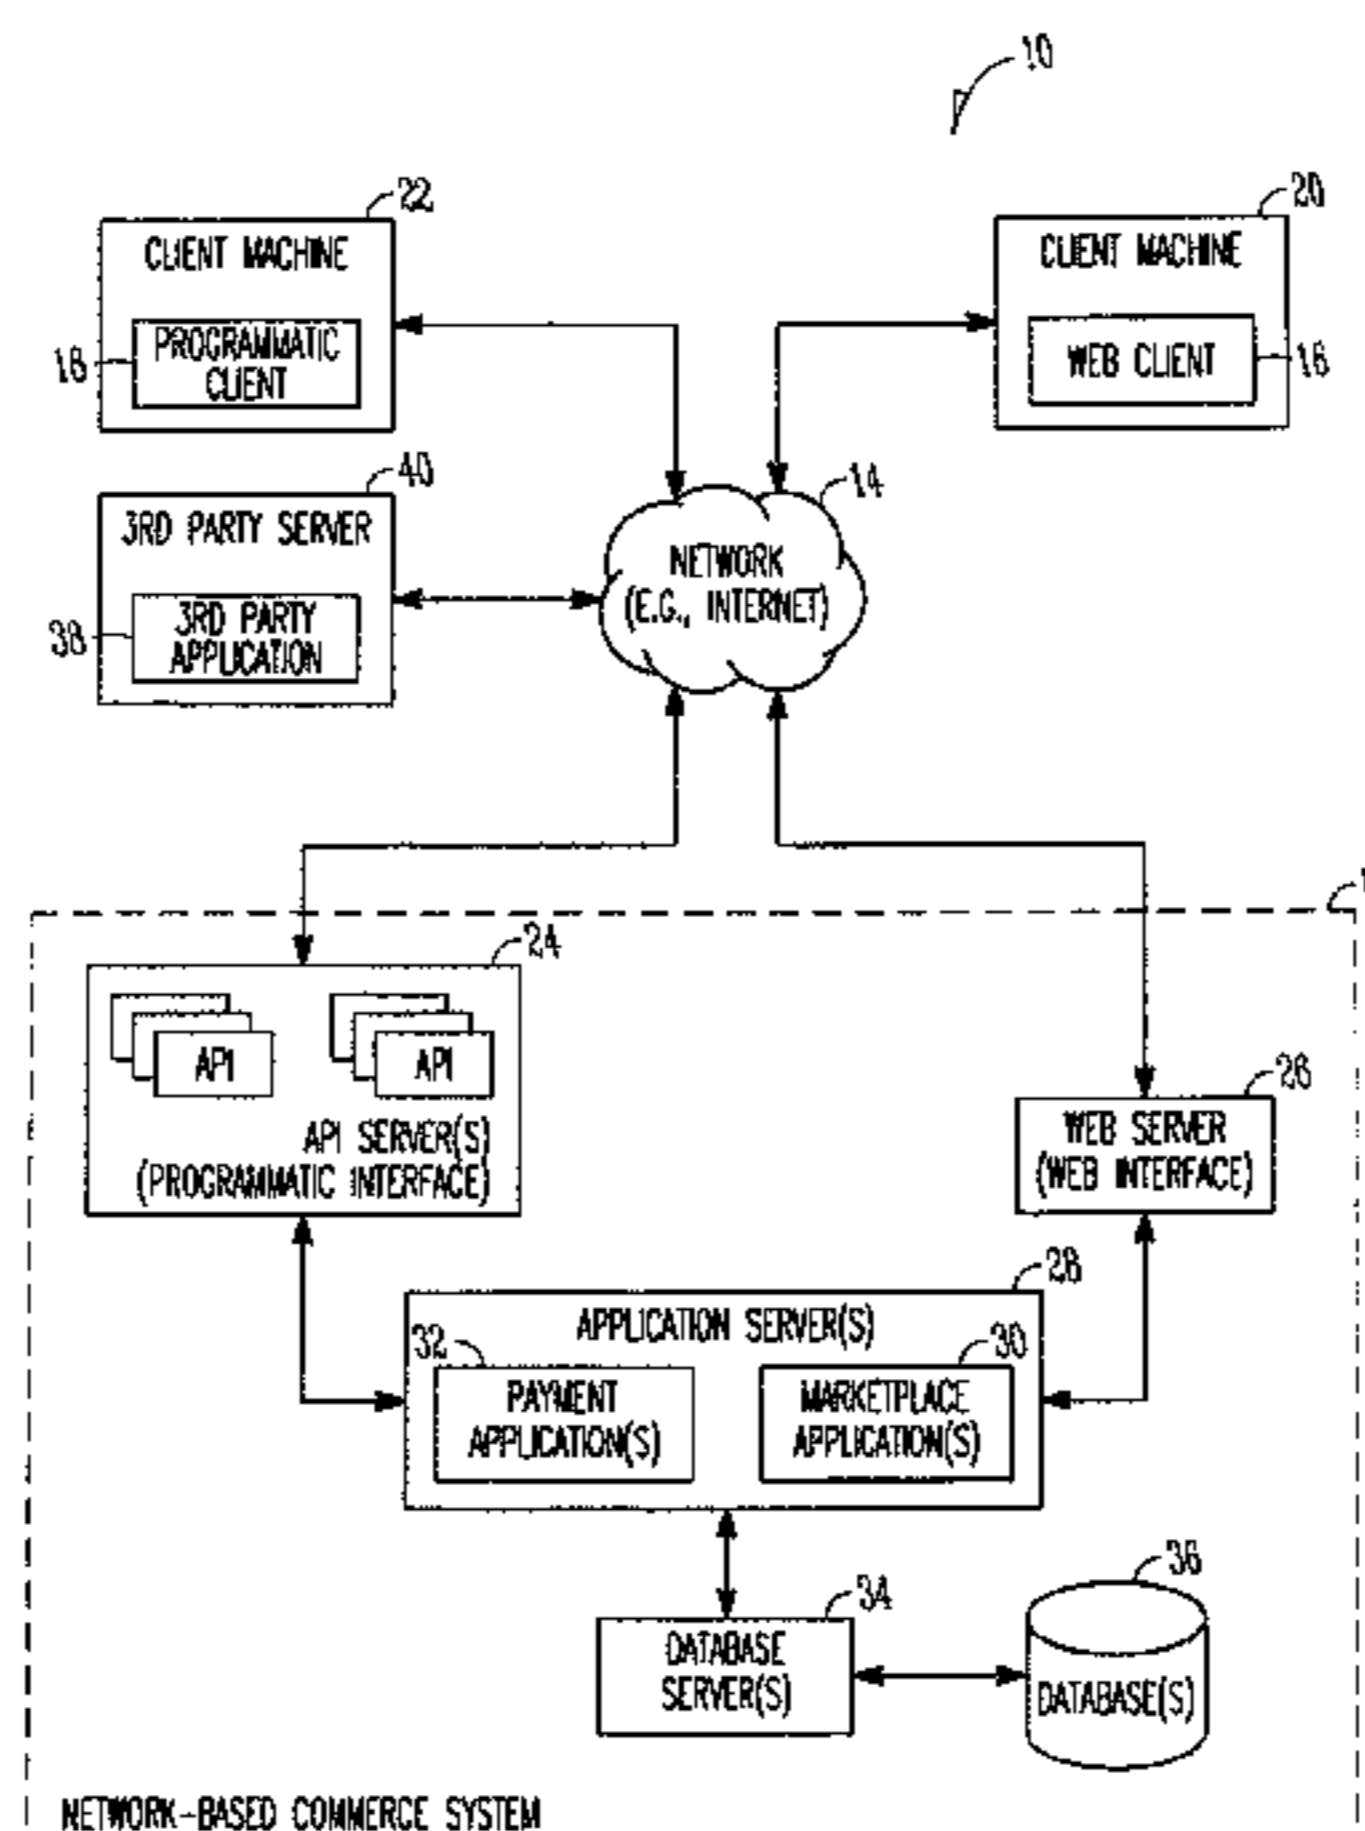 10
22
CLIENT MACHINE
PROGRAMMATIC
CLIENT
18
20
CLIENT MACHINE
WEB CLIENT
16
40
3RD PARTY SERVER
3RD PARTY
APPLICATION
38
14
NETWORK
(E.G., INTERNET)
24
API
API
API SERVER(S)
(PROGRAMMATIC INTERFACE)
26
WEB SERVER
(WEB INTERFACE)
28
APPLICATION SERVER(S)
32
PAYMENT
APPLICATION(S)
30
MARKETPLACE
APPLICATION(S)
34
DATABASE
SERVER(S)
36
DATABASE(S)
NETWORK-BASED COMMERCE SYSTEM